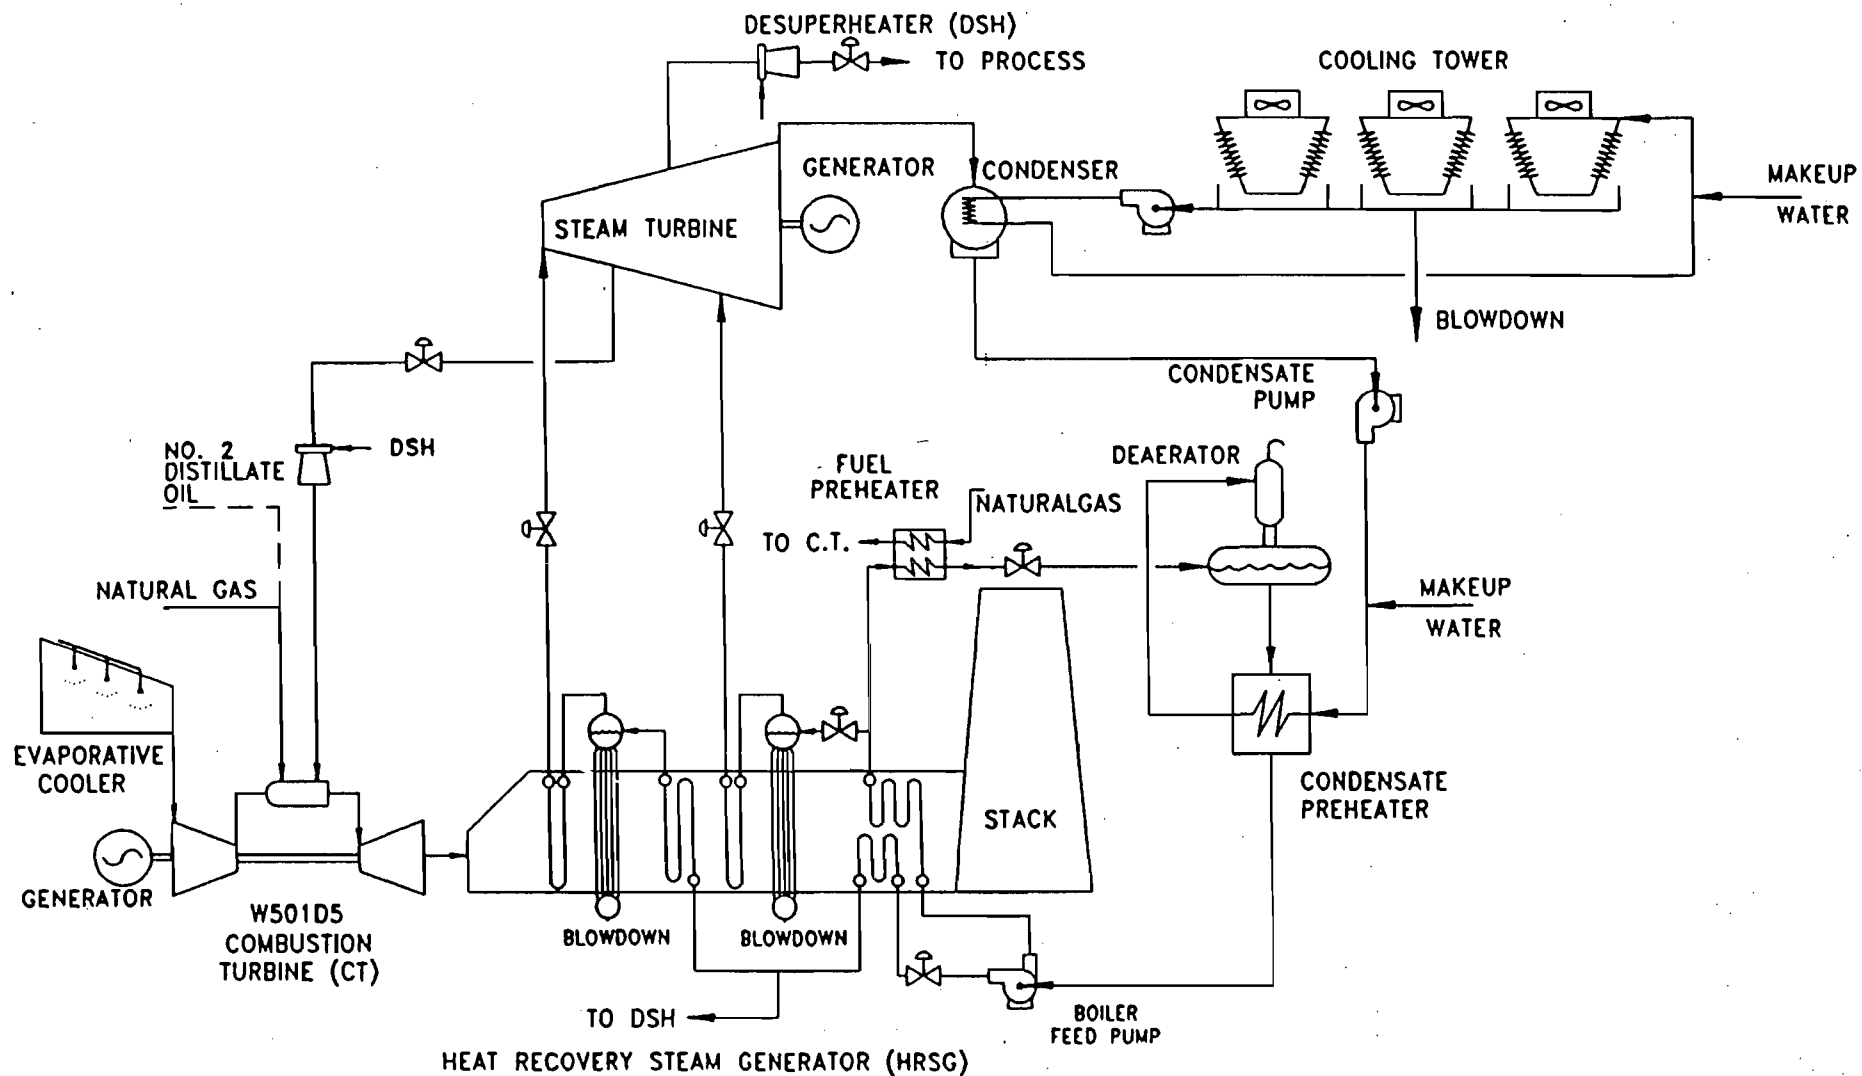 DESUPERHEATER (DSH)
TO PROCESS
COOLING TOWER
GENERATOR
CONDENSER
MAKEUP
WATER
STEAM TURBINE
BLOWDOWN
CONDENSATE
PUMP
NO. 2
DISTILLATE
OIL
DSH
FUEL
PREHEATER
NATURALGAS
DEAERATOR
TO C.T.
NATURAL GAS
MAKEUP
WATER
EVAPORATIVE
COOLER
STACK
CONDENSATE
PREHEATER
GENERATOR
W501D5
COMBUSTION
TURBINE (CT)
BLOWDOWN
BLOWDOWN
TO DSH
BOILER
FEED PUMP
HEAT RECOVERY STEAM GENERATOR (HRSG)